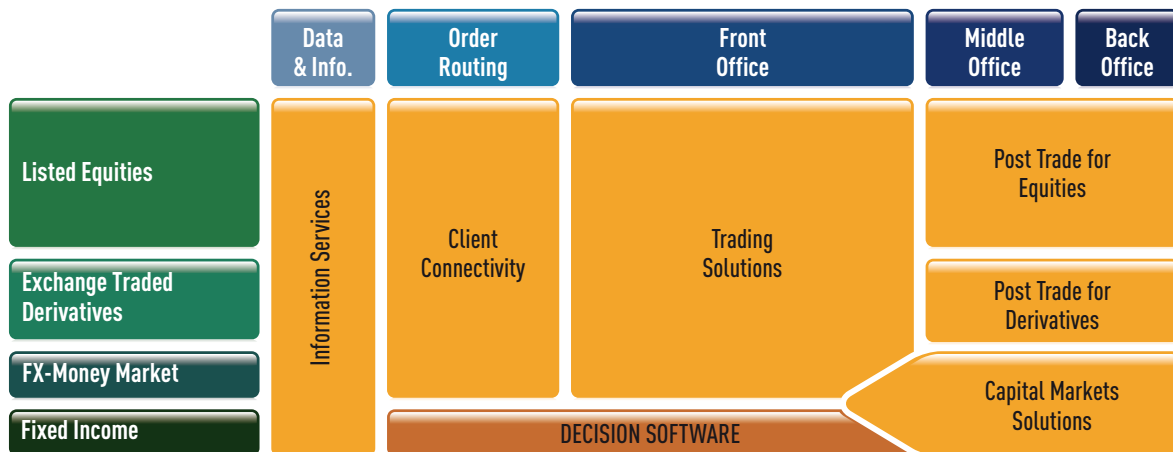 Data
& Info.
Order
Routing
Front
Office
Middle
Office
Back
Office
Listed Equities
Exchange Traded
Derivatives
FX-Money Market
Fixed Income
Information Services
Client
Connectivity
Trading
Solutions
Post Trade for
Equities
Post Trade for
Derivatives
Capital Markets
Solutions
DECISION SOFTWARE